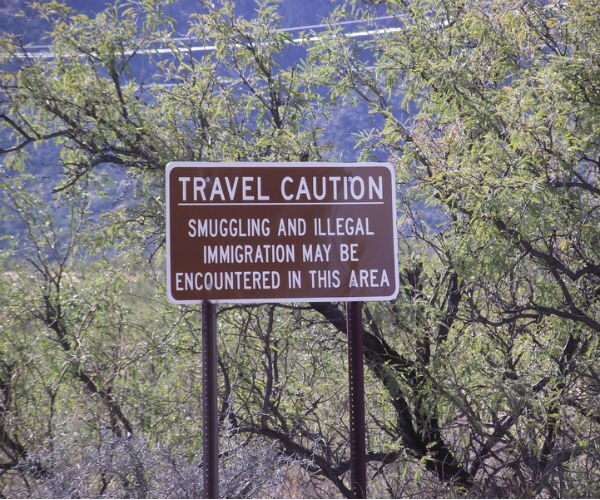 TRAVEL CAUTION
SMUGGLING AND ILLEGAL
IMMIGRATION MAY BE
ENCOUNTERED IN THIS AREA